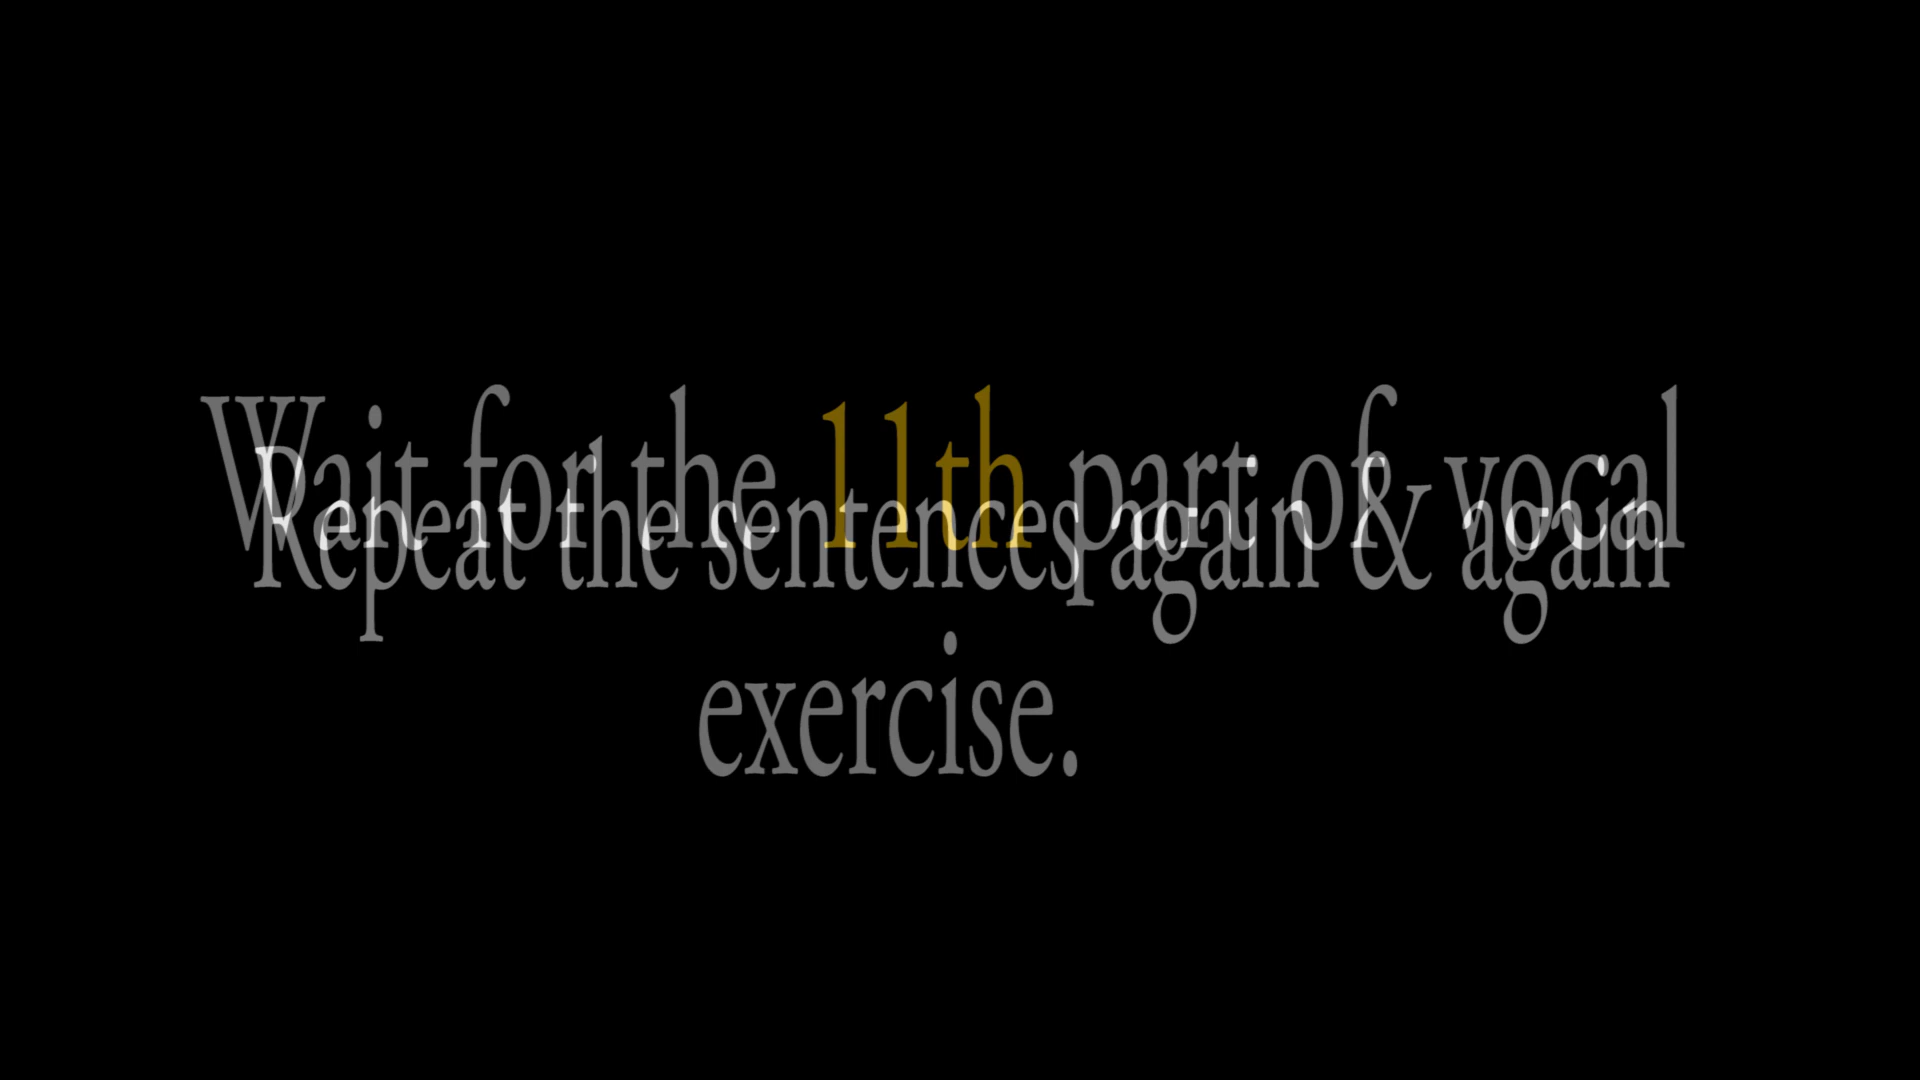 Wait for the 11th part of vocal
Repeat the sentences again & again
exercise.